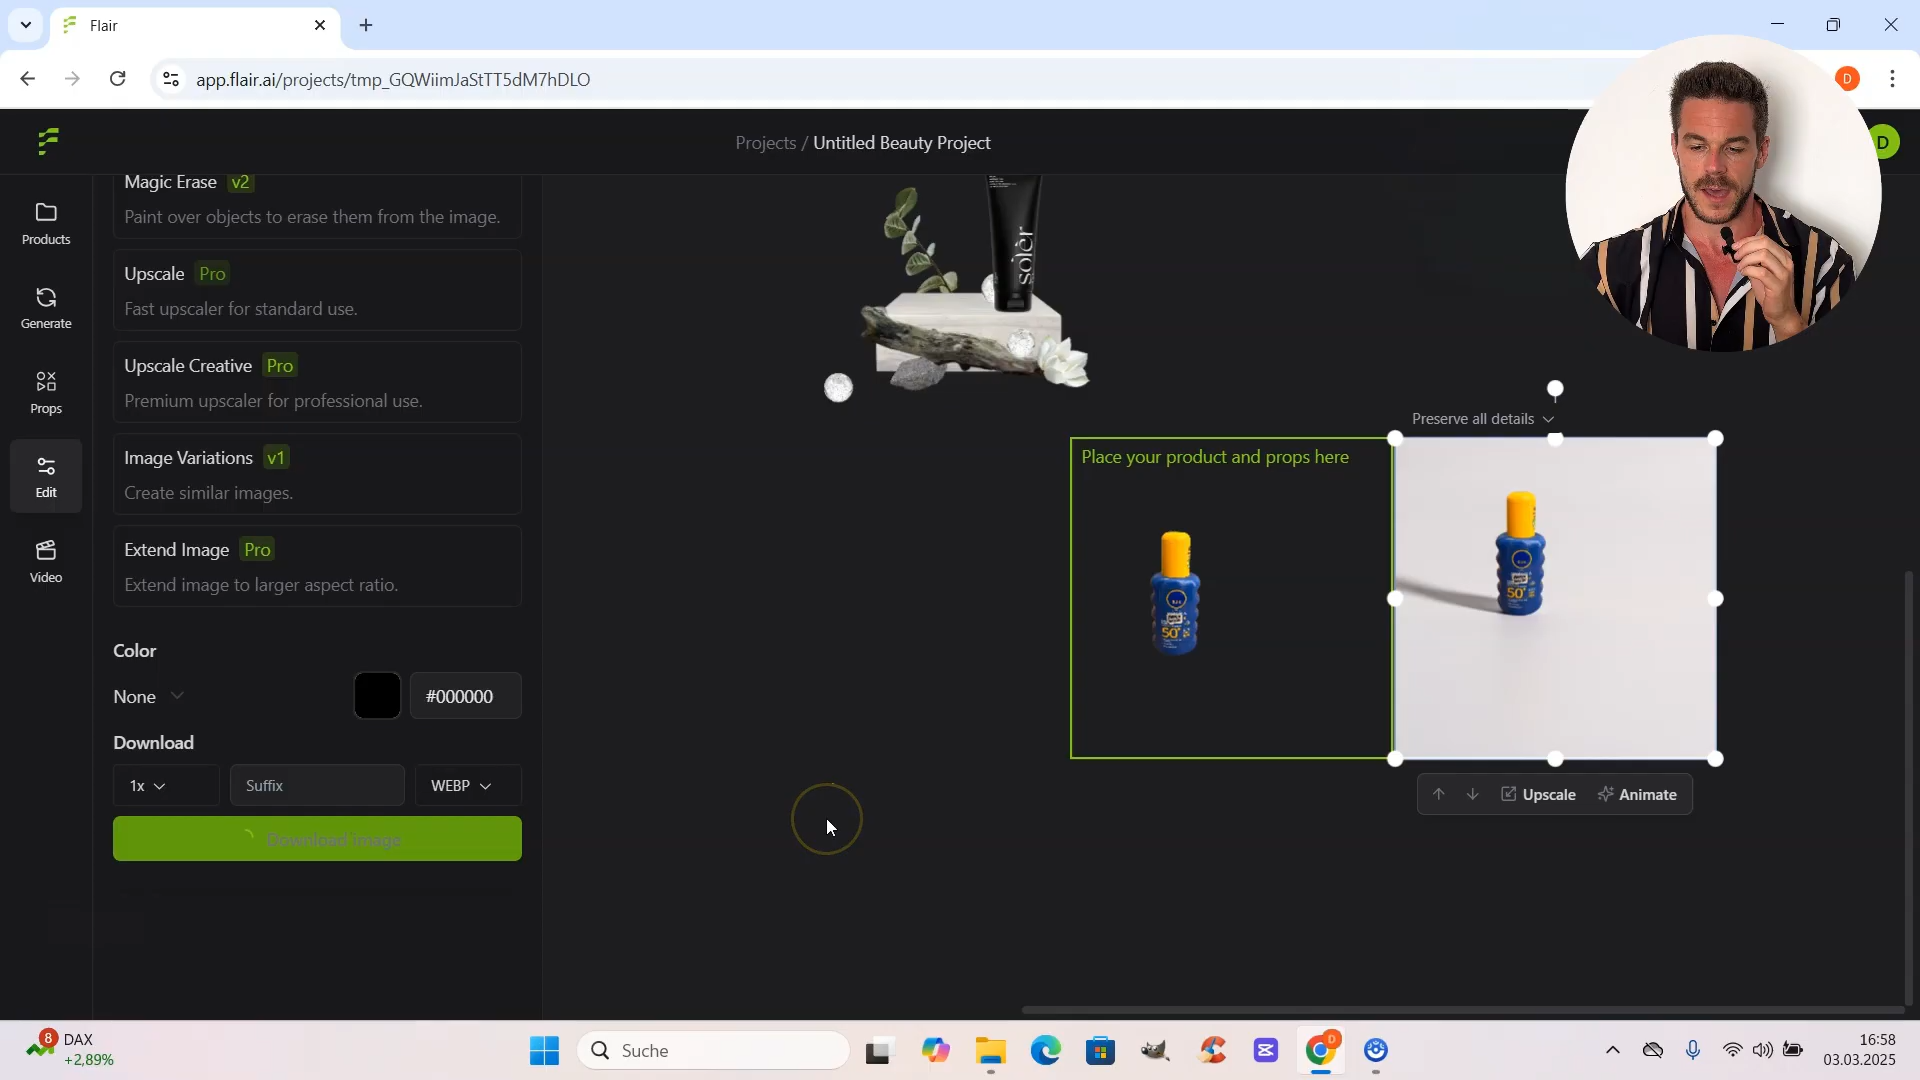 Flair
app.flair.ai/projects/tmp_GQWiimJaStTT5dM7hDLO
D
Projects / Untitled Beauty Project
D
Products
Generate
Props
Edit
Video
Magic Erase v2
Paint over objects to erase them from the image.
Upscale Pro
Fast upscaler for standard use.
Upscale Creative Pro
Premium upscaler for professional use.
Image Variations v1
Create similar images.
Extend Image Pro
Extend image to larger aspect ratio.
Color
None
#000000
Download
1x
Suffix
WEBP
Download Image
solér
Preserve all details
Place your product and props here
50+
50+
Upscale
Animate
8
DAX
+2,89%
Suche
D
16:58
03.03.2025